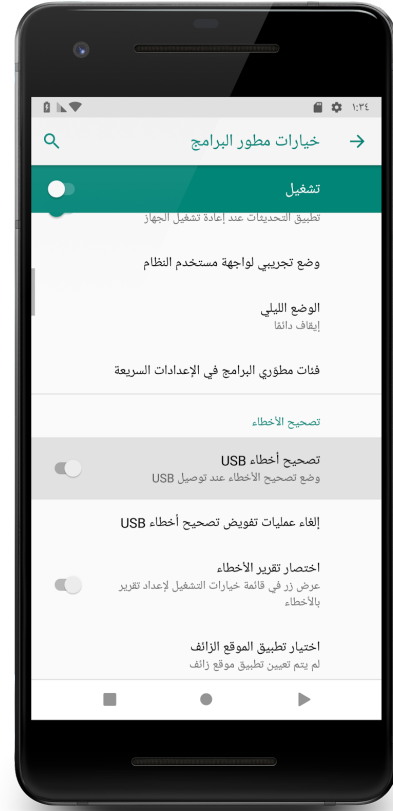 ١:٣٤
خيارات مطور البرامج
تشغيل
تطبيق التحديثات عند إعادة تشغيل الجهاز
وضع تجريبي لواجهة مستخدم النظام
الوضع الليلي
إيقاف دائمًا
فئات مطوّري البرامج في الإعدادات السريعة
تصحيح الأخطاء
تصحيح أخطاء USB
وضع تصحيح الأخطاء عند توصيل USB
إلغاء عمليات تفويض تصحيح أخطاء USB
اختصار تقرير الأخطاء
عرض زر في قائمة خيارات التشغيل لإعداد تقرير
بالأخطاء
اختيار تطبيق الموقع الزائف
لم يتم تعيين تطبيق موقع زائف